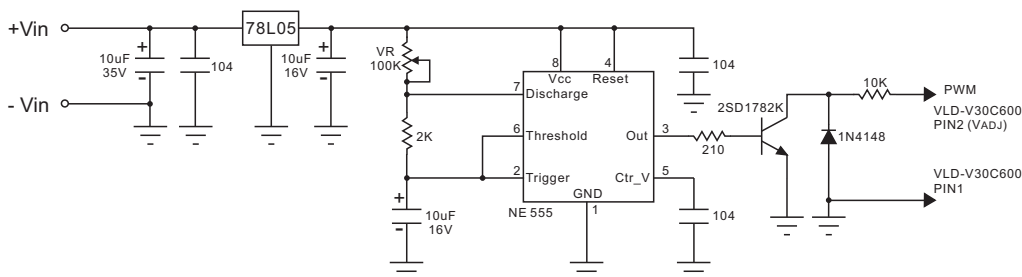 +Vin
78L05
10uF
35V
104
10uF
16V
- Vin
VR
100K
8
Vcc
4
Reset
104
7
Discharge
2K
6
Threshold
2
Trigger
Out
3
Ctr_V
5
GND
1
NE 555
10uF
16V
210
104
2SD1782K
1N4148
10K
PWM
VLD-V30C600
PIN2 (VADJ)
VLD-V30C600
PIN1